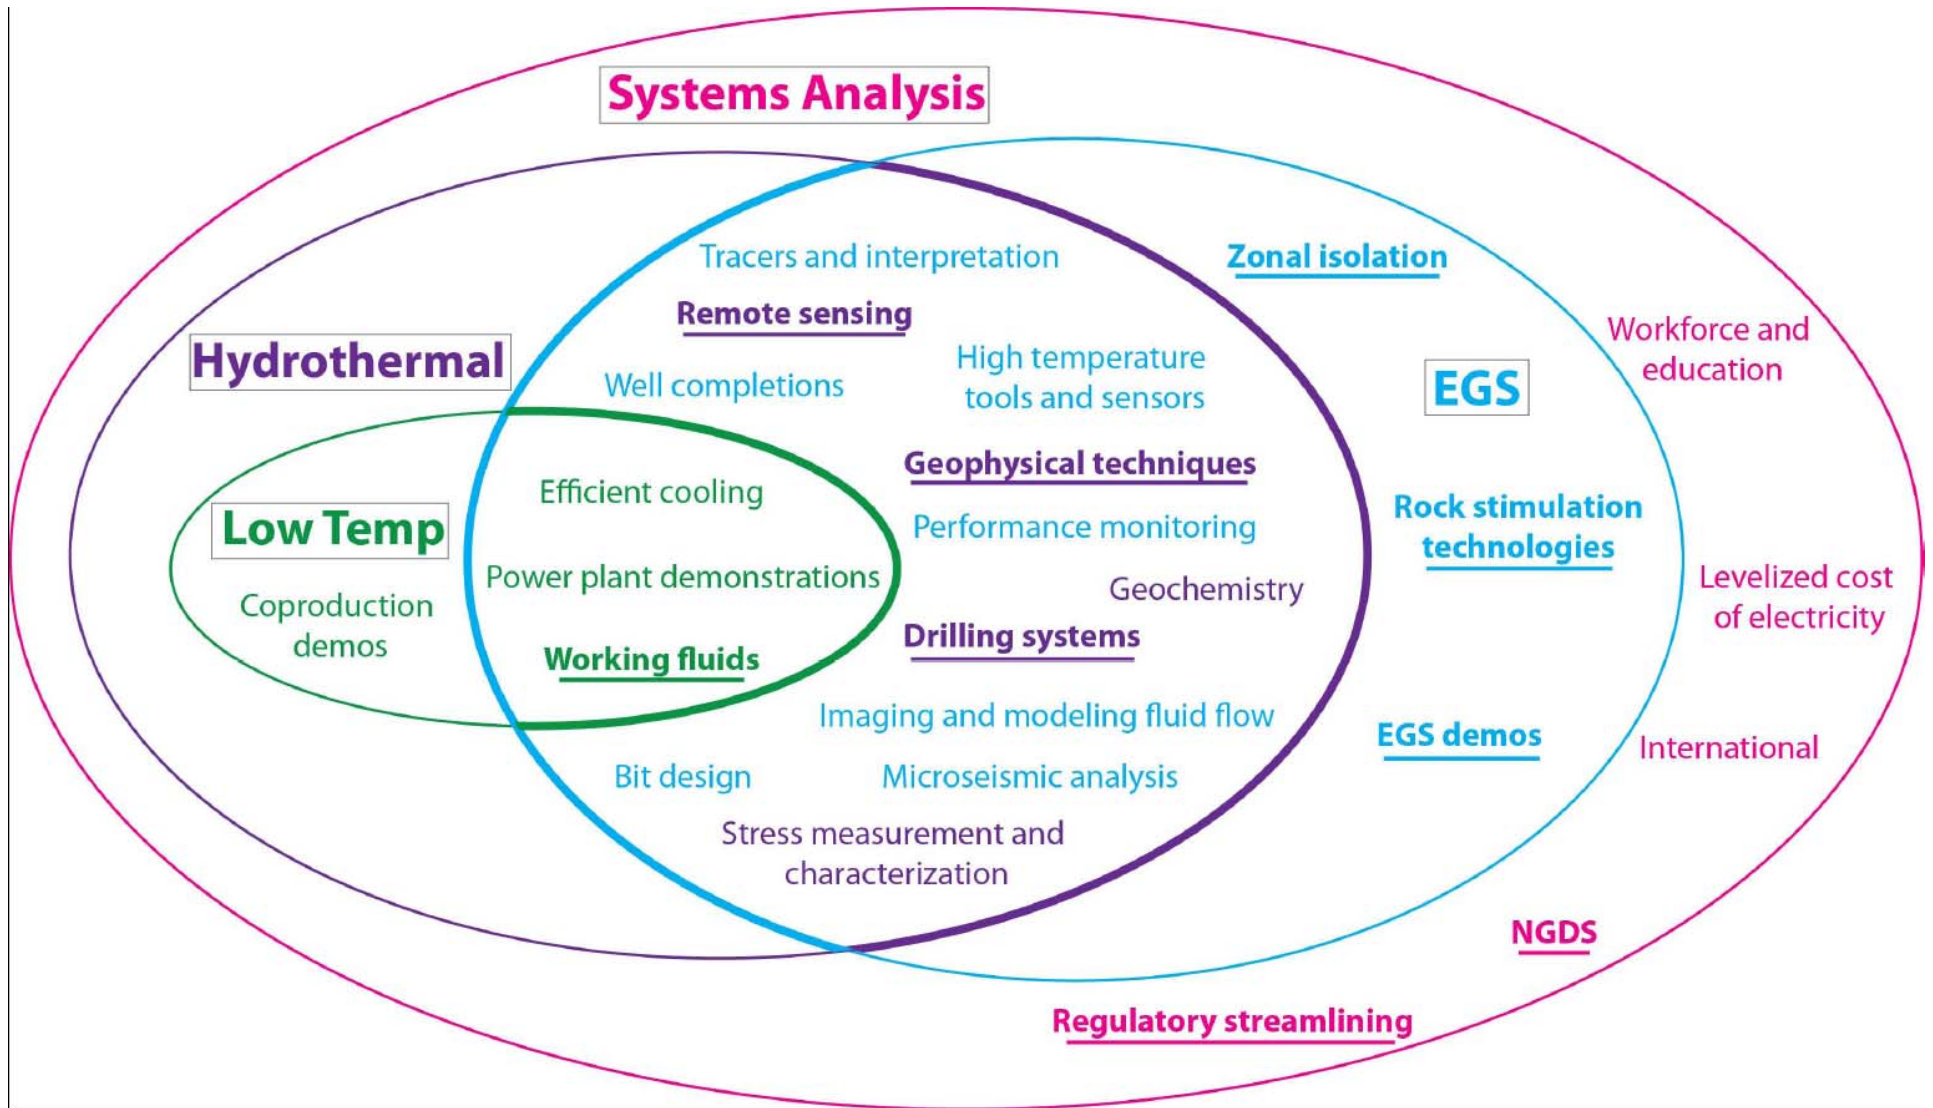 Systems Analysis
Tracers and interpretation
Zonal isolation
Remote sensing
Workforce and
education
Hydrothermal
High temperature
tools and sensors
Well completions
EGS
Geophysical techniques
Efficient cooling
Rock stimulation
technologies
Low Temp
Performance monitoring
Power plant demonstrations
Geochemistry
Levelized cost
of electricity
Coproduction
demos
Drilling systems
Working fluids
Imaging and modeling fluid flow
EGS demos
International
Bit design
Microseismic analysis
Stress measurement and
characterization
NGDS
Regulatory streamlining